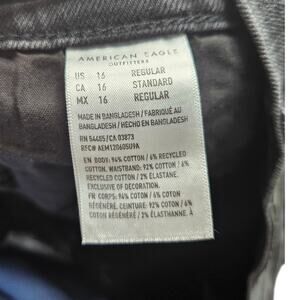 AMERICAN EAGLE
OUTFITTERS
US 16 REGULAR
CA 16 STANDARD
MX 16 REGULAR
MADE IN BANGLADESH / FABRIQUÉ AU
BANGLADESH / HECHO EN BANGLADESH
RN 54485/CA 03873
RFC# AEM120605U9A
EN BODY: 94% COTTON / 6% RECYCLED
COTTON. WAISTBAND: 92% COTTON / 6%
RECYCLED COTTON / 2% ELASTANE.
EXCLUSIVE OF DECORATION.
FR CORPS: 94% COTON / 6% COTON
RÉGÉNÉRÉ. CEINTURE: 92% COTON / 6%
COTON RÉGÉNÉRÉ / 2% ÉLASTHANNE. À